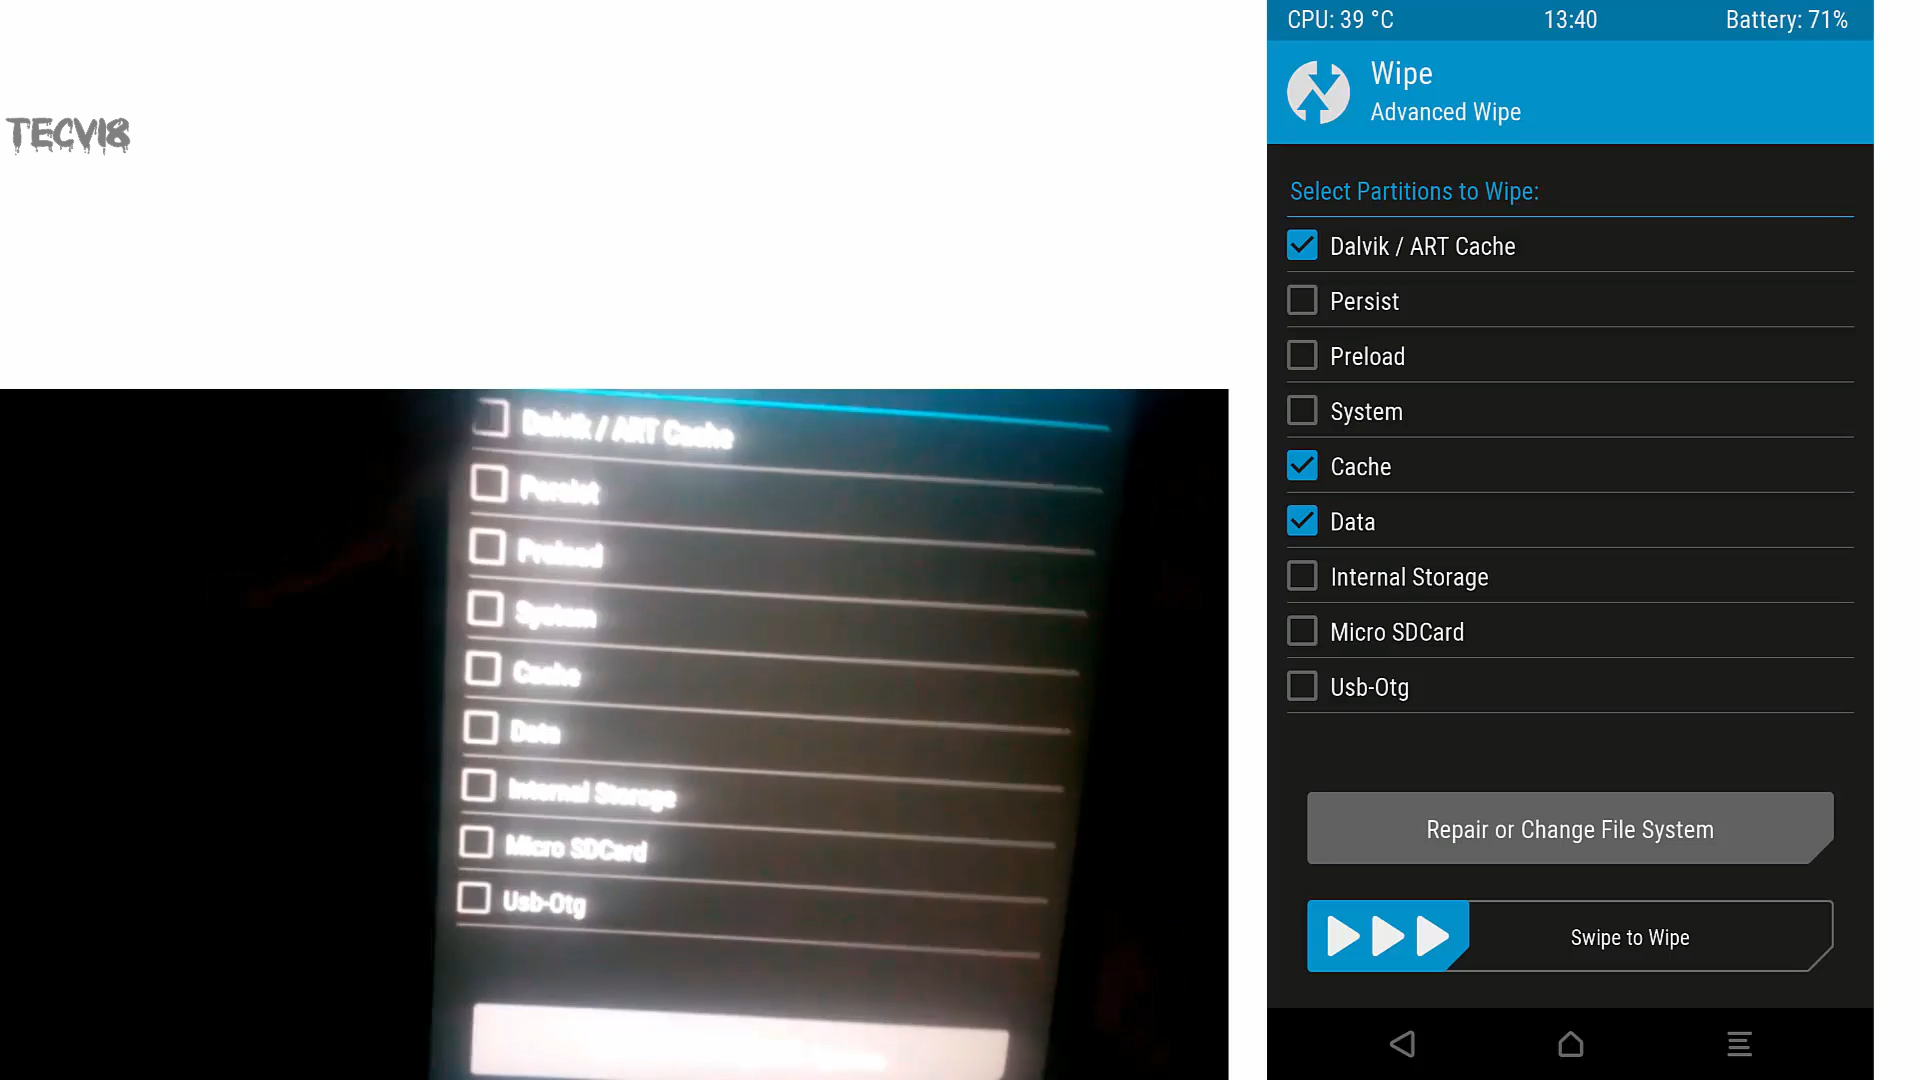 TECVI8
Dalvik / ART Cache
Persist
Preload
System
Cache
Data
Internal Storage
Micro SDCard
Usb-Otg
CPU: 39 °C 13:40 Battery: 71%
Wipe
Advanced Wipe
Select Partitions to Wipe:
Dalvik / ART Cache
Persist
Preload
System
Cache
Data
Internal Storage
Micro SDCard
Usb-Otg
Repair or Change File System
Swipe to Wipe